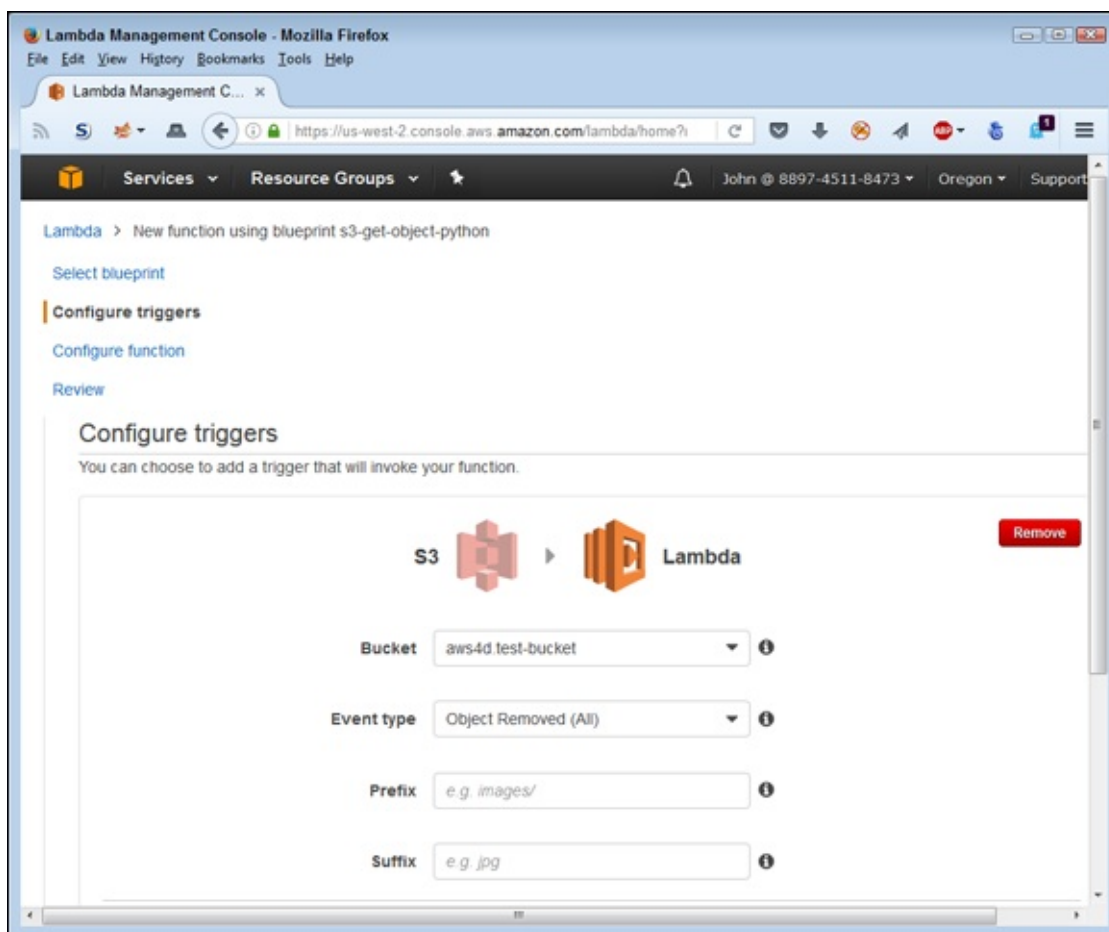 Lambda Management Console - Mozilla Firefox
File Edit View History Bookmarks Tools Help
Lambda Management C... ×
https://us-west-2.console.aws.amazon.com/lambda/home?
S ABP 1
Services Resource Groups John @ 8897-4511-8473 Oregon Support
Lambda > New function using blueprint s3-get-object-python
Select blueprint
Configure triggers
Configure function
Review
Configure triggers
You can choose to add a trigger that will invoke your function.
Remove
S3 Lambda
Bucket aws4d.test-bucket
Event type Object Removed (All)
Prefix e.g. images/
Suffix e.g. jpg